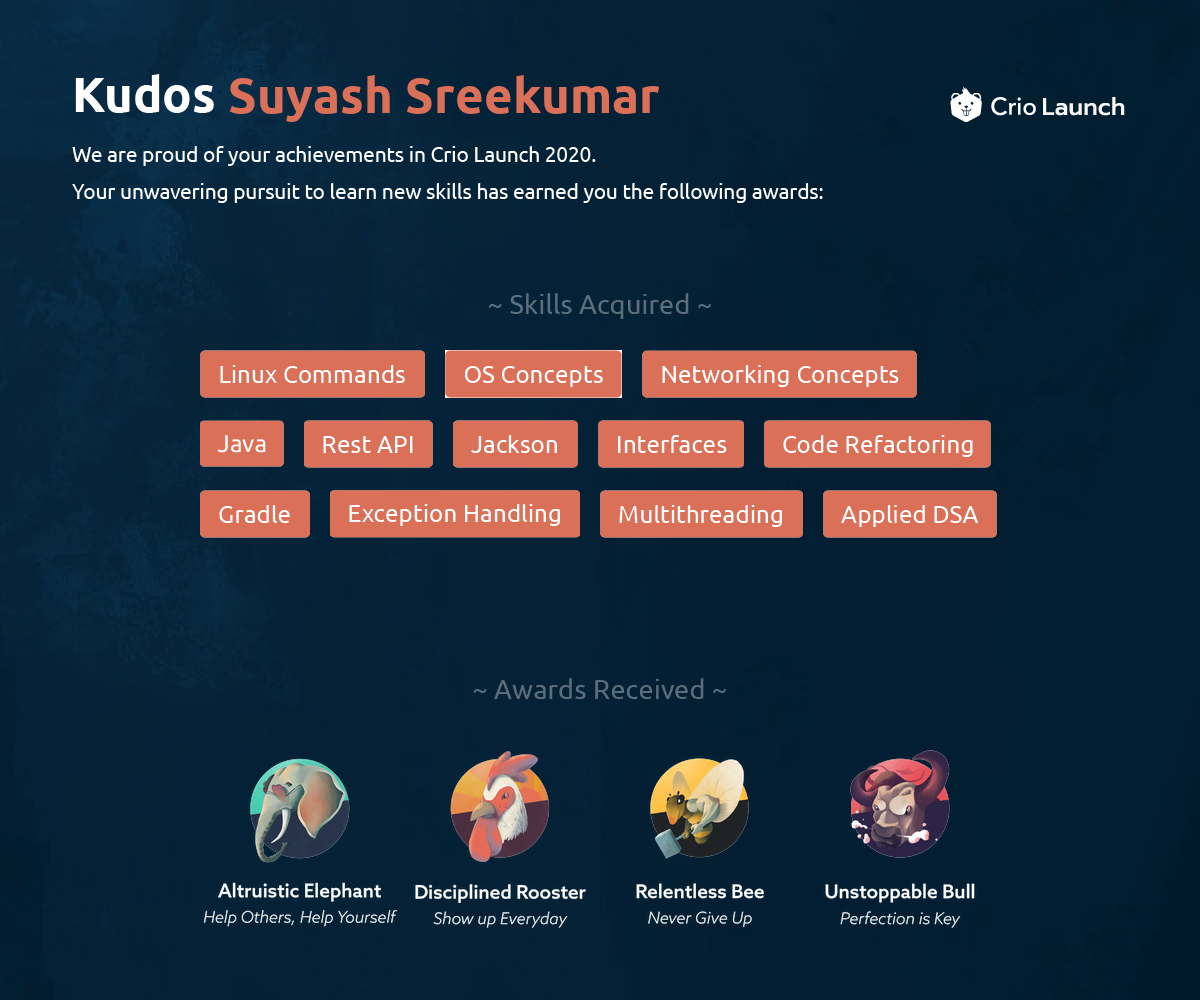 Kudos Suyash Sreekumar
Crio Launch
We are proud of your achievements in Crio Launch 2020.
Your unwavering pursuit to learn new skills has earned you the following awards:
~ Skills Acquired ~
Linux Commands OS Concepts Networking Concepts
Java Rest API Jackson Interfaces Code Refactoring
Gradle Exception Handling Multithreading Applied DSA
~ Awards Received ~
Altruistic Elephant Disciplined Rooster Relentless Bee Unstoppable Bull
Help Others, Help Yourself Show up Everyday Never Give Up Perfection is Key